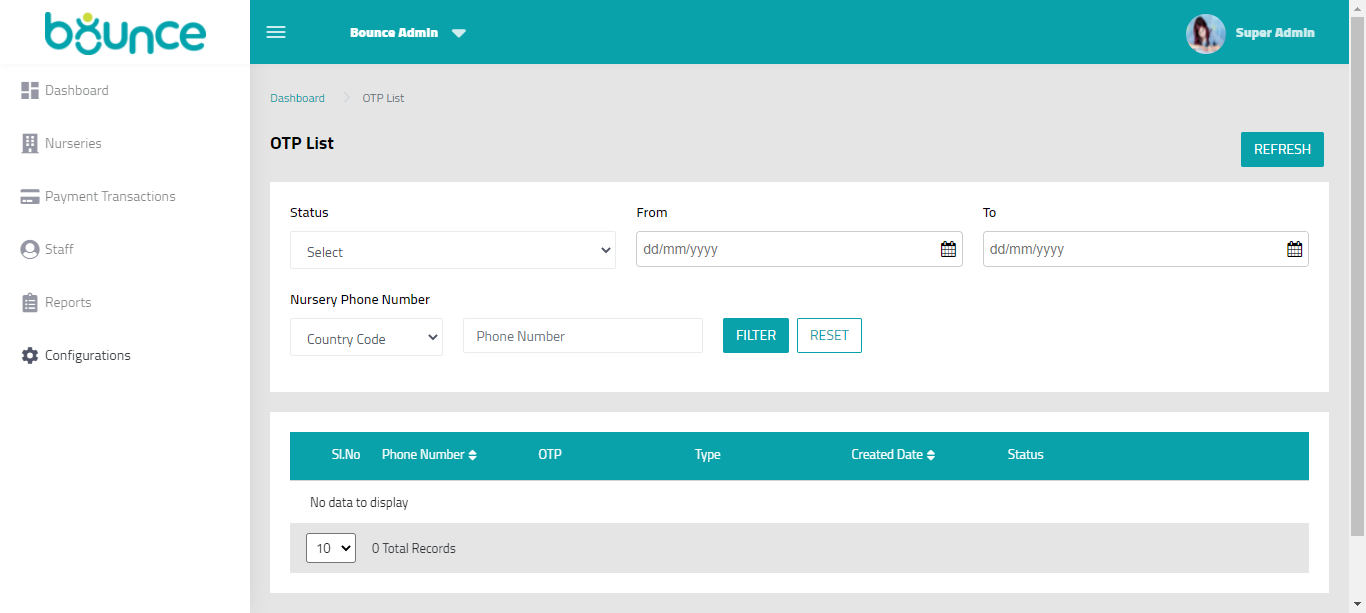 bounce
Bounce Admin
Super Admin
Dashboard
Nurseries
Payment Transactions
Staff
Reports
Configurations
Dashboard OTP List
OTP List
REFRESH
Status From To
Select dd/mm/yyyy dd/mm/yyyy
Nursery Phone Number
Country Code Phone Number FILTER RESET
Sl.No Phone Number OTP Type Created Date Status
No data to display
10 0 Total Records